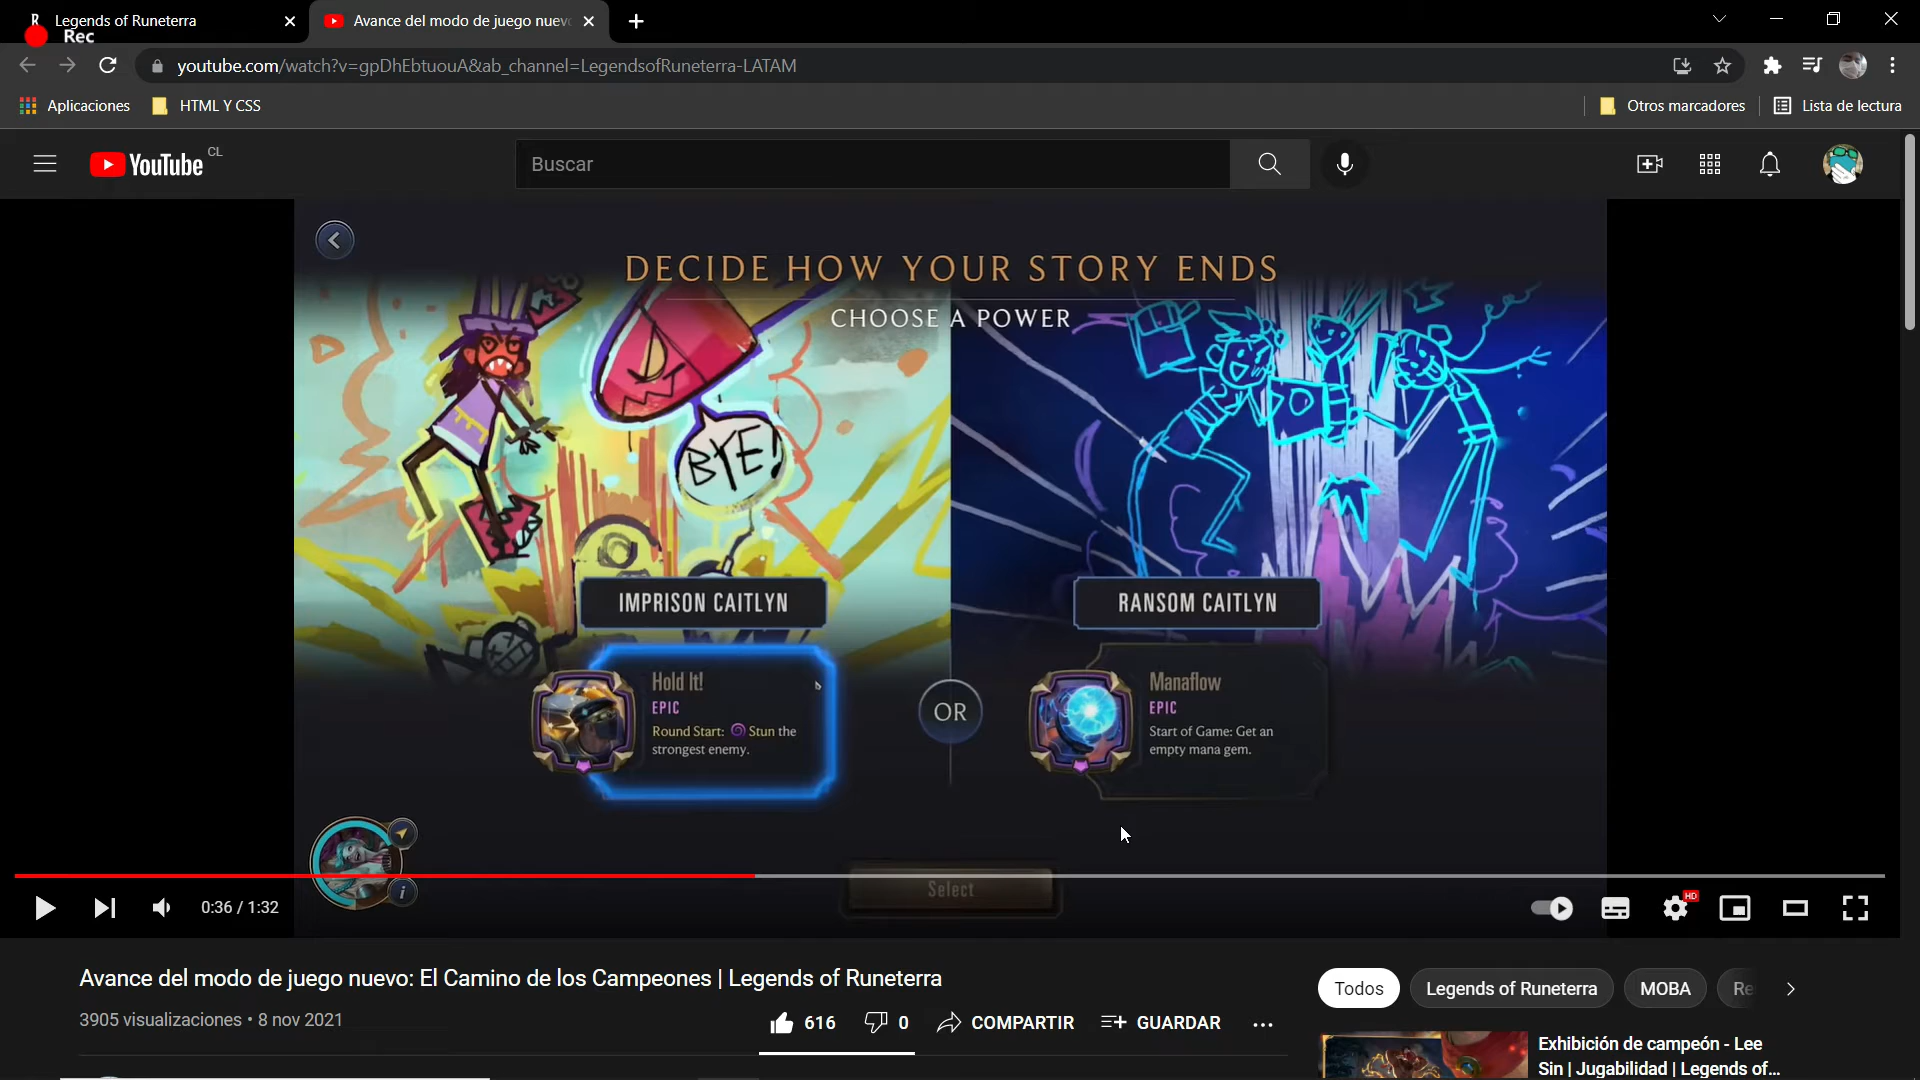 Legends of Runeterra
Rec
Avance del modo de juego nuev
youtube.com/watch?v=gpDhEbtuouA&ab_channel=LegendsofRuneterra-LATAM
Aplicaciones
HTML Y CSS
Otros marcadores
Lista de lectura
YouTube CL
Buscar
DECIDE HOW YOUR STORY ENDS
CHOOSE A POWER
BYE!
IMPRISON CAITLYN
RANSOM CAITLYN
Hold It!
EPIC
Round Start: Stun the
strongest enemy.
OR
Manaflow
EPIC
Start of Game: Get an
empty mana gem.
Select
0:36 / 1:32
HD
Avance del modo de juego nuevo: El Camino de los Campeones | Legends of Runeterra
3905 visualizaciones • 8 nov 2021
616
0
COMPARTIR
GUARDAR
Todos
Legends of Runeterra
MOBA
Re
Exhibición de campeón - Lee
Sin | Jugabilidad | Legends of...